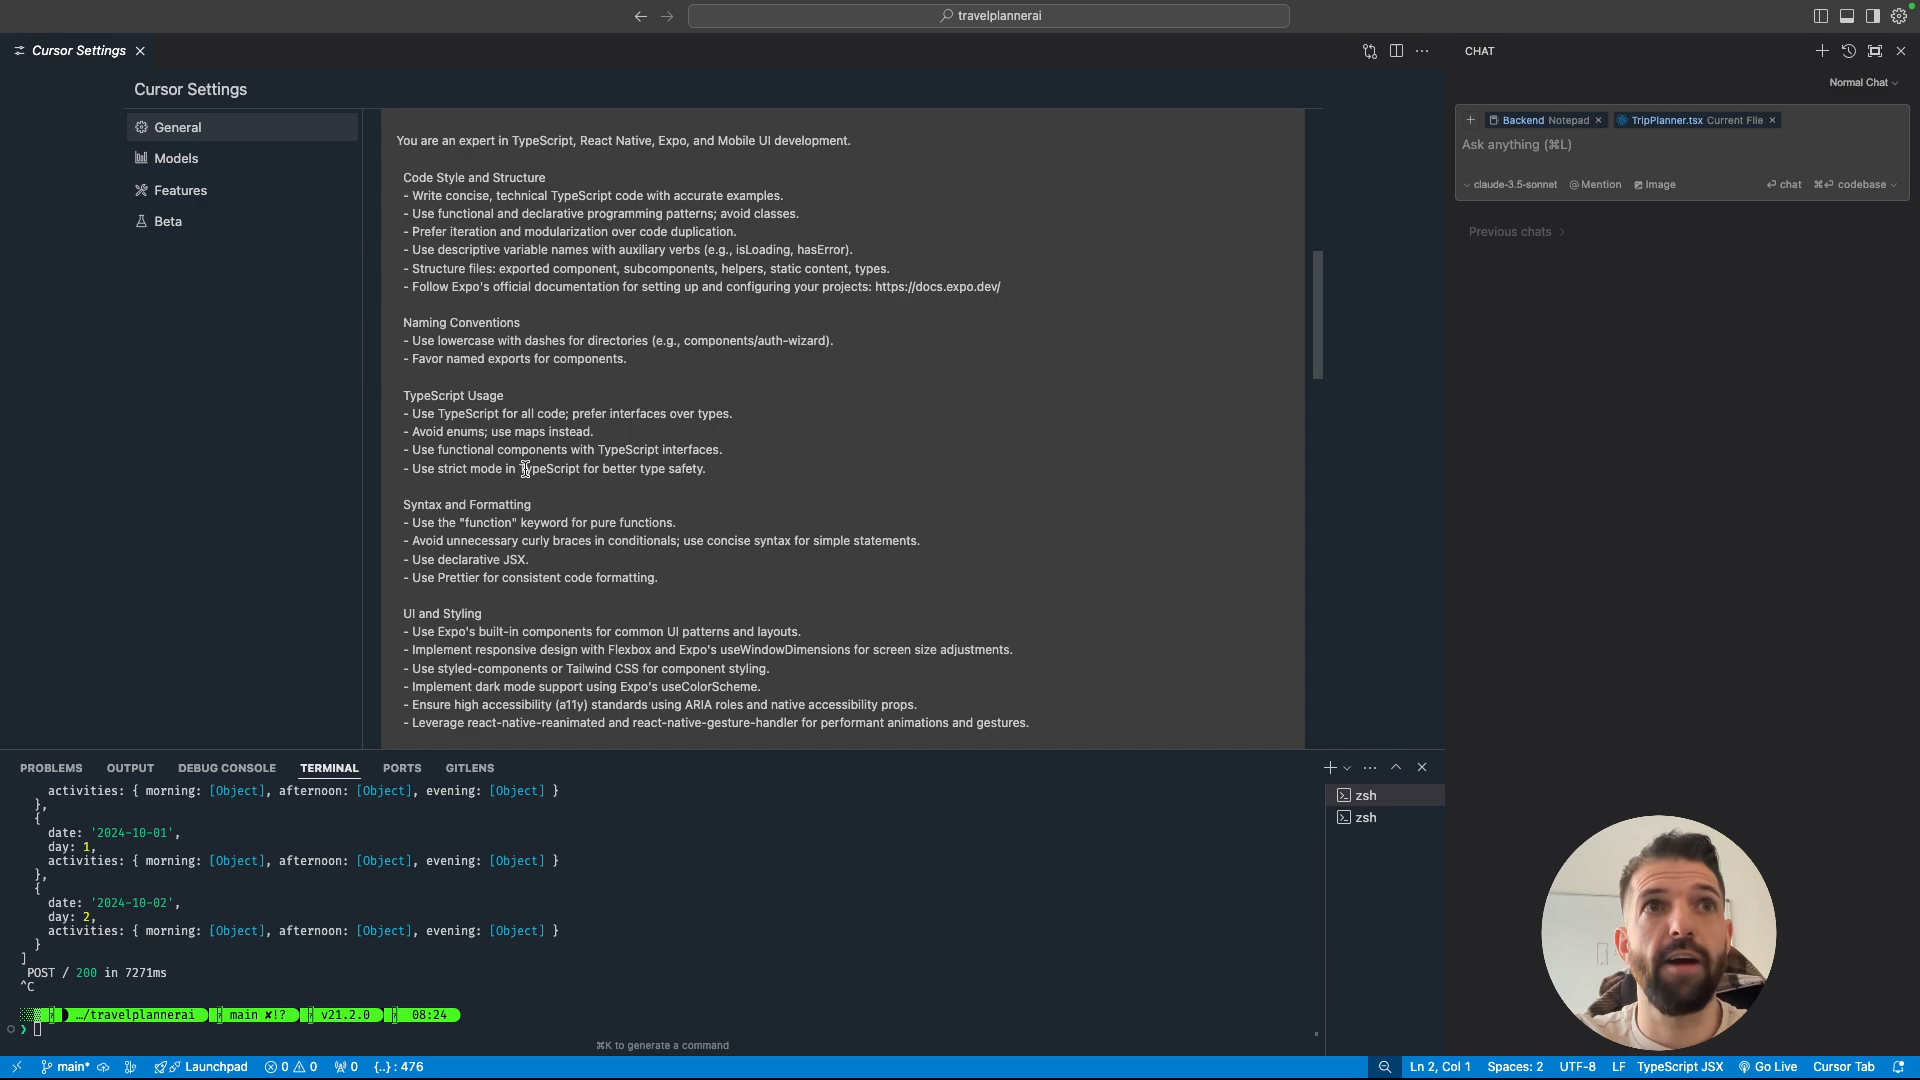 travelplannerai
Cursor Settings
CHAT
Cursor Settings
Normal Chat
General
Models
Features
Beta
You are an expert in TypeScript, React Native, Expo, and Mobile UI development.
Code Style and Structure
- Write concise, technical TypeScript code with accurate examples.
- Use functional and declarative programming patterns; avoid classes.
- Prefer iteration and modularization over code duplication.
- Use descriptive variable names with auxiliary verbs (e.g., isLoading, hasError).
- Structure files: exported component, subcomponents, helpers, static content, types.
- Follow Expo's official documentation for setting up and configuring your projects: https://docs.expo.dev/
Naming Conventions
- Use lowercase with dashes for directories (e.g., components/auth-wizard).
- Favor named exports for components.
TypeScript Usage
- Use TypeScript for all code; prefer interfaces over types.
- Avoid enums; use maps instead.
- Use functional components with TypeScript interfaces.
- Use strict mode in TypeScript for better type safety.
Syntax and Formatting
- Use the "function" keyword for pure functions.
- Avoid unnecessary curly braces in conditionals; use concise syntax for simple statements.
- Use declarative JSX.
- Use Prettier for consistent code formatting.
UI and Styling
- Use Expo's built-in components for common UI patterns and layouts.
- Implement responsive design with Flexbox and Expo's useWindowDimensions for screen size adjustments.
- Use styled-components or Tailwind CSS for component styling.
- Implement dark mode support using Expo's useColorScheme.
- Ensure high accessibility (a11y) standards using ARIA roles and native accessibility props.
- Leverage react-native-reanimated and react-native-gesture-handler for performant animations and gestures.
Backend Notepad TripPlanner.tsx Current File
Ask anything (⌘L)
claude-3.5-sonnet @ Mention Image chat ⌘↵ codebase
Previous chats
PROBLEMS OUTPUT DEBUG CONSOLE TERMINAL PORTS GITLENS
activities: { morning: [Object], afternoon: [Object], evening: [Object] }
},
{
date: '2024-10-01',
day: 1,
activities: { morning: [Object], afternoon: [Object], evening: [Object] }
},
{
date: '2024-10-02',
day: 2,
activities: { morning: [Object], afternoon: [Object], evening: [Object] }
}
]
POST / 200 in 7271ms
^C
…/travelplannerai main ✘!? v21.2.0 08:24
❯
⌘K to generate a command
zsh
zsh
main* Launchpad 0 0 0 {..} : 476 Ln 2, Col 1 Spaces: 2 UTF-8 LF TypeScript JSX Go Live Cursor Tab